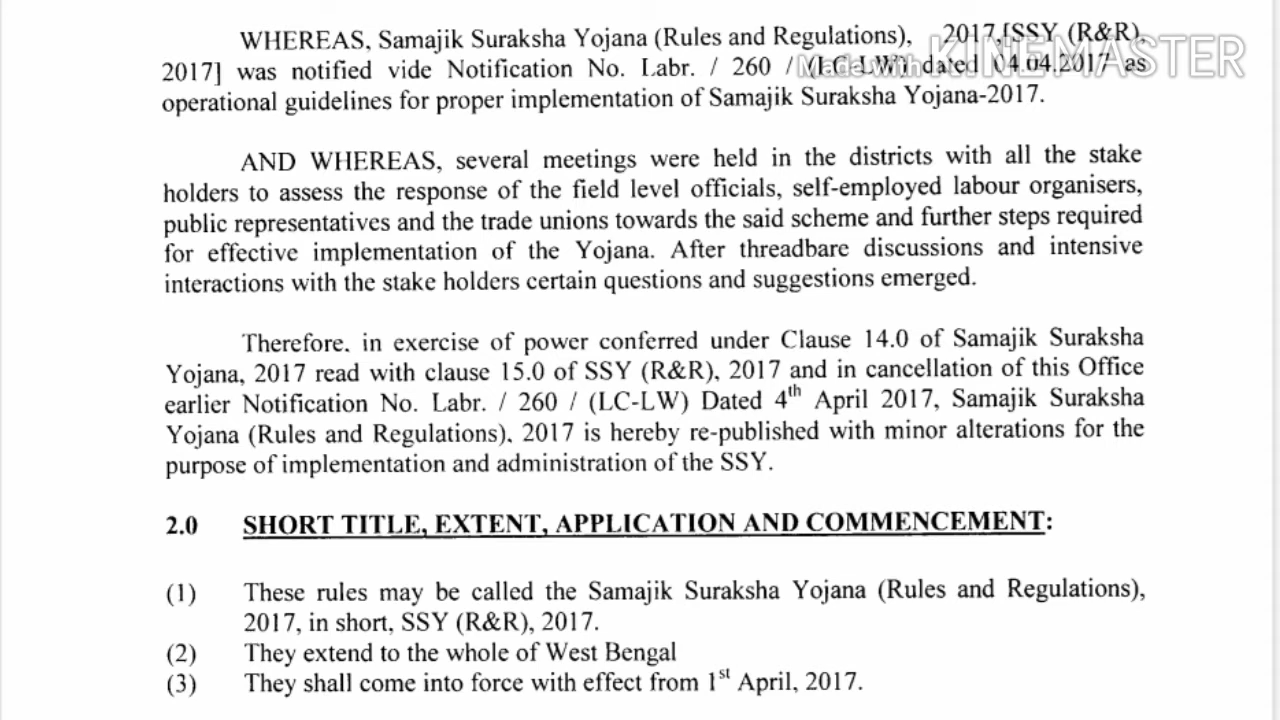 WHEREAS, Samajik Suraksha Yojana (Rules and Regulations), 2017,[SSY (R&R),
2017] was notified vide Notification No. Labr. / 260 / (LC-LW) dated 04.04.2017 as
operational guidelines for proper implementation of Samajik Suraksha Yojana-2017.
Made with KINEMASTER
AND WHEREAS, several meetings were held in the districts with all the stake
holders to assess the response of the field level officials, self-employed labour organisers,
public representatives and the trade unions towards the said scheme and further steps required
for effective implementation of the Yojana. After threadbare discussions and intensive
interactions with the stake holders certain questions and suggestions emerged.
Therefore, in exercise of power conferred under Clause 14.0 of Samajik Suraksha
Yojana, 2017 read with clause 15.0 of SSY (R&R), 2017 and in cancellation of this Office
earlier Notification No. Labr. / 260 / (LC-LW) Dated 4th April 2017, Samajik Suraksha
Yojana (Rules and Regulations), 2017 is hereby re-published with minor alterations for the
purpose of implementation and administration of the SSY.
2.0 SHORT TITLE, EXTENT, APPLICATION AND COMMENCEMENT:
(1) These rules may be called the Samajik Suraksha Yojana (Rules and Regulations),
2017, in short, SSY (R&R), 2017.
(2) They extend to the whole of West Bengal
(3) They shall come into force with effect from 1st April, 2017.